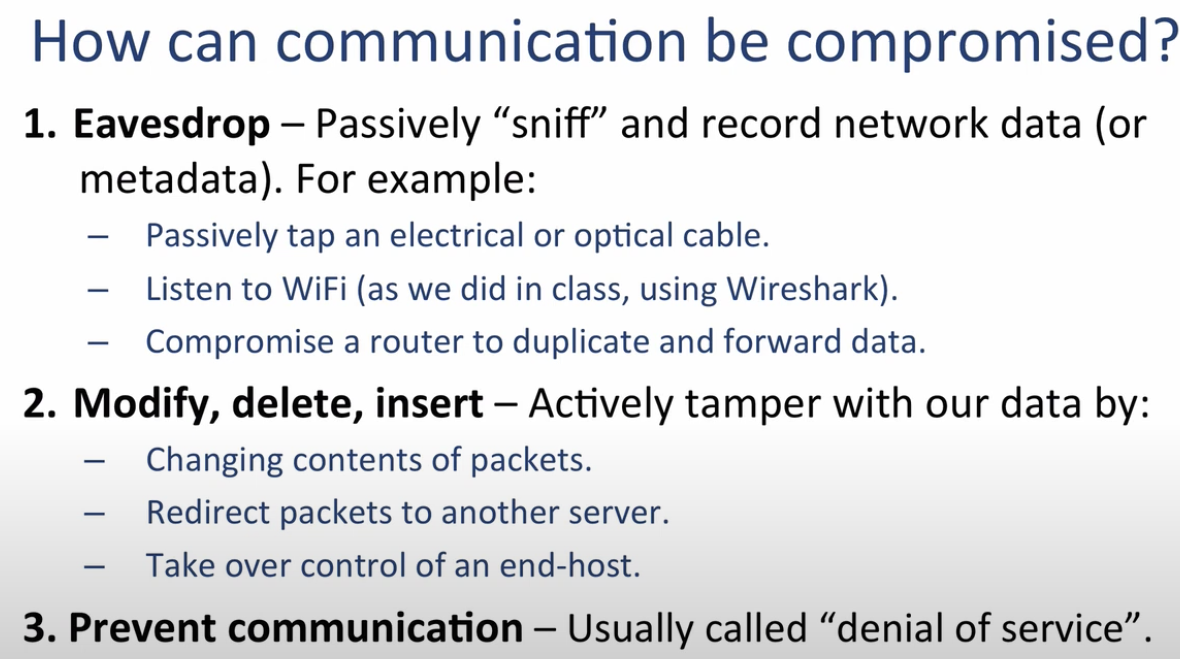 How can communication be compromised?
1. Eavesdrop – Passively “sniff” and record network data (or
metadata). For example:
– Passively tap an electrical or optical cable.
– Listen to WiFi (as we did in class, using Wireshark).
– Compromise a router to duplicate and forward data.
2. Modify, delete, insert – Actively tamper with our data by:
– Changing contents of packets.
– Redirect packets to another server.
– Take over control of an end-host.
3. Prevent communication – Usually called “denial of service”.